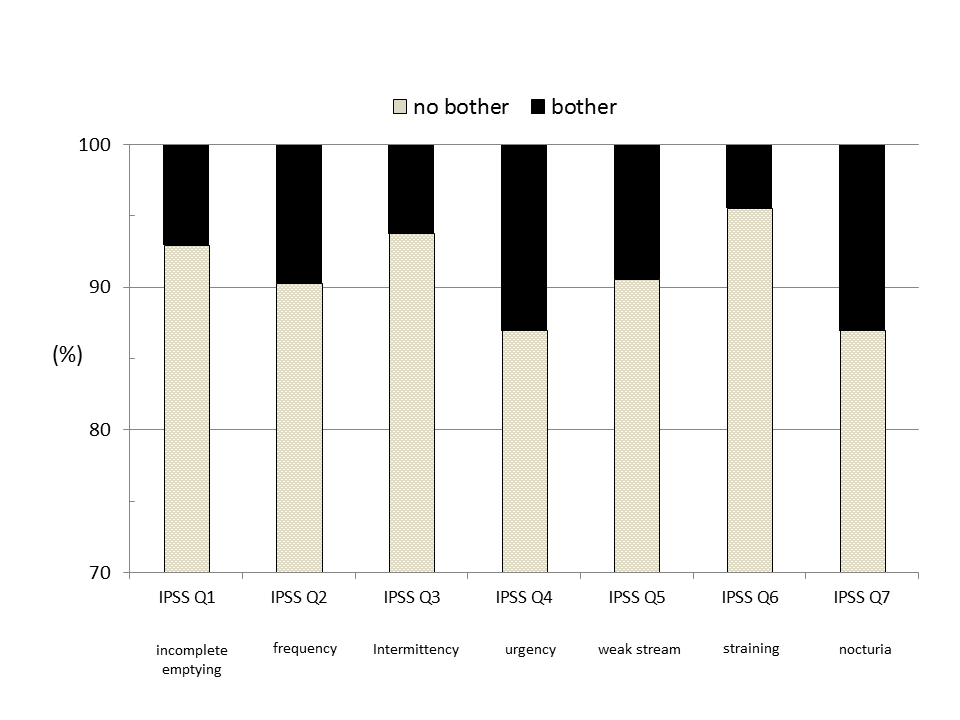 no bother bother
100
90
(%)
80
70
IPSS Q1 IPSS Q2 IPSS Q3 IPSS Q4 IPSS Q5 IPSS Q6 IPSS Q7
incomplete frequency Intermittency urgency weak stream straining nocturia
emptying